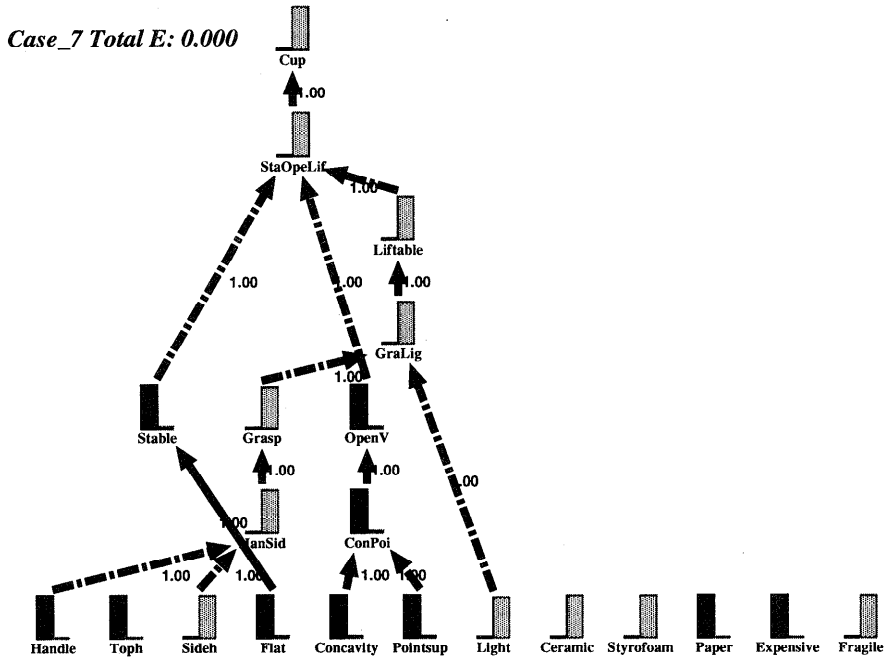 Case_7 Total E: 0.000
Cup
1.00
StaOpeLif
1.00
Liftable
1.00
1.00
1.00
GraLig
1.00
Stable
Grasp
OpenV
1.00
1.00
1.00
1.00
anSid
ConPoi
1.00
1.00
1.00
1.00
Handle
Toph
Sideh
Flat
Concavity
Pointsup
Light
Ceramic
Styrofoam
Paper
Expensive
Fragile